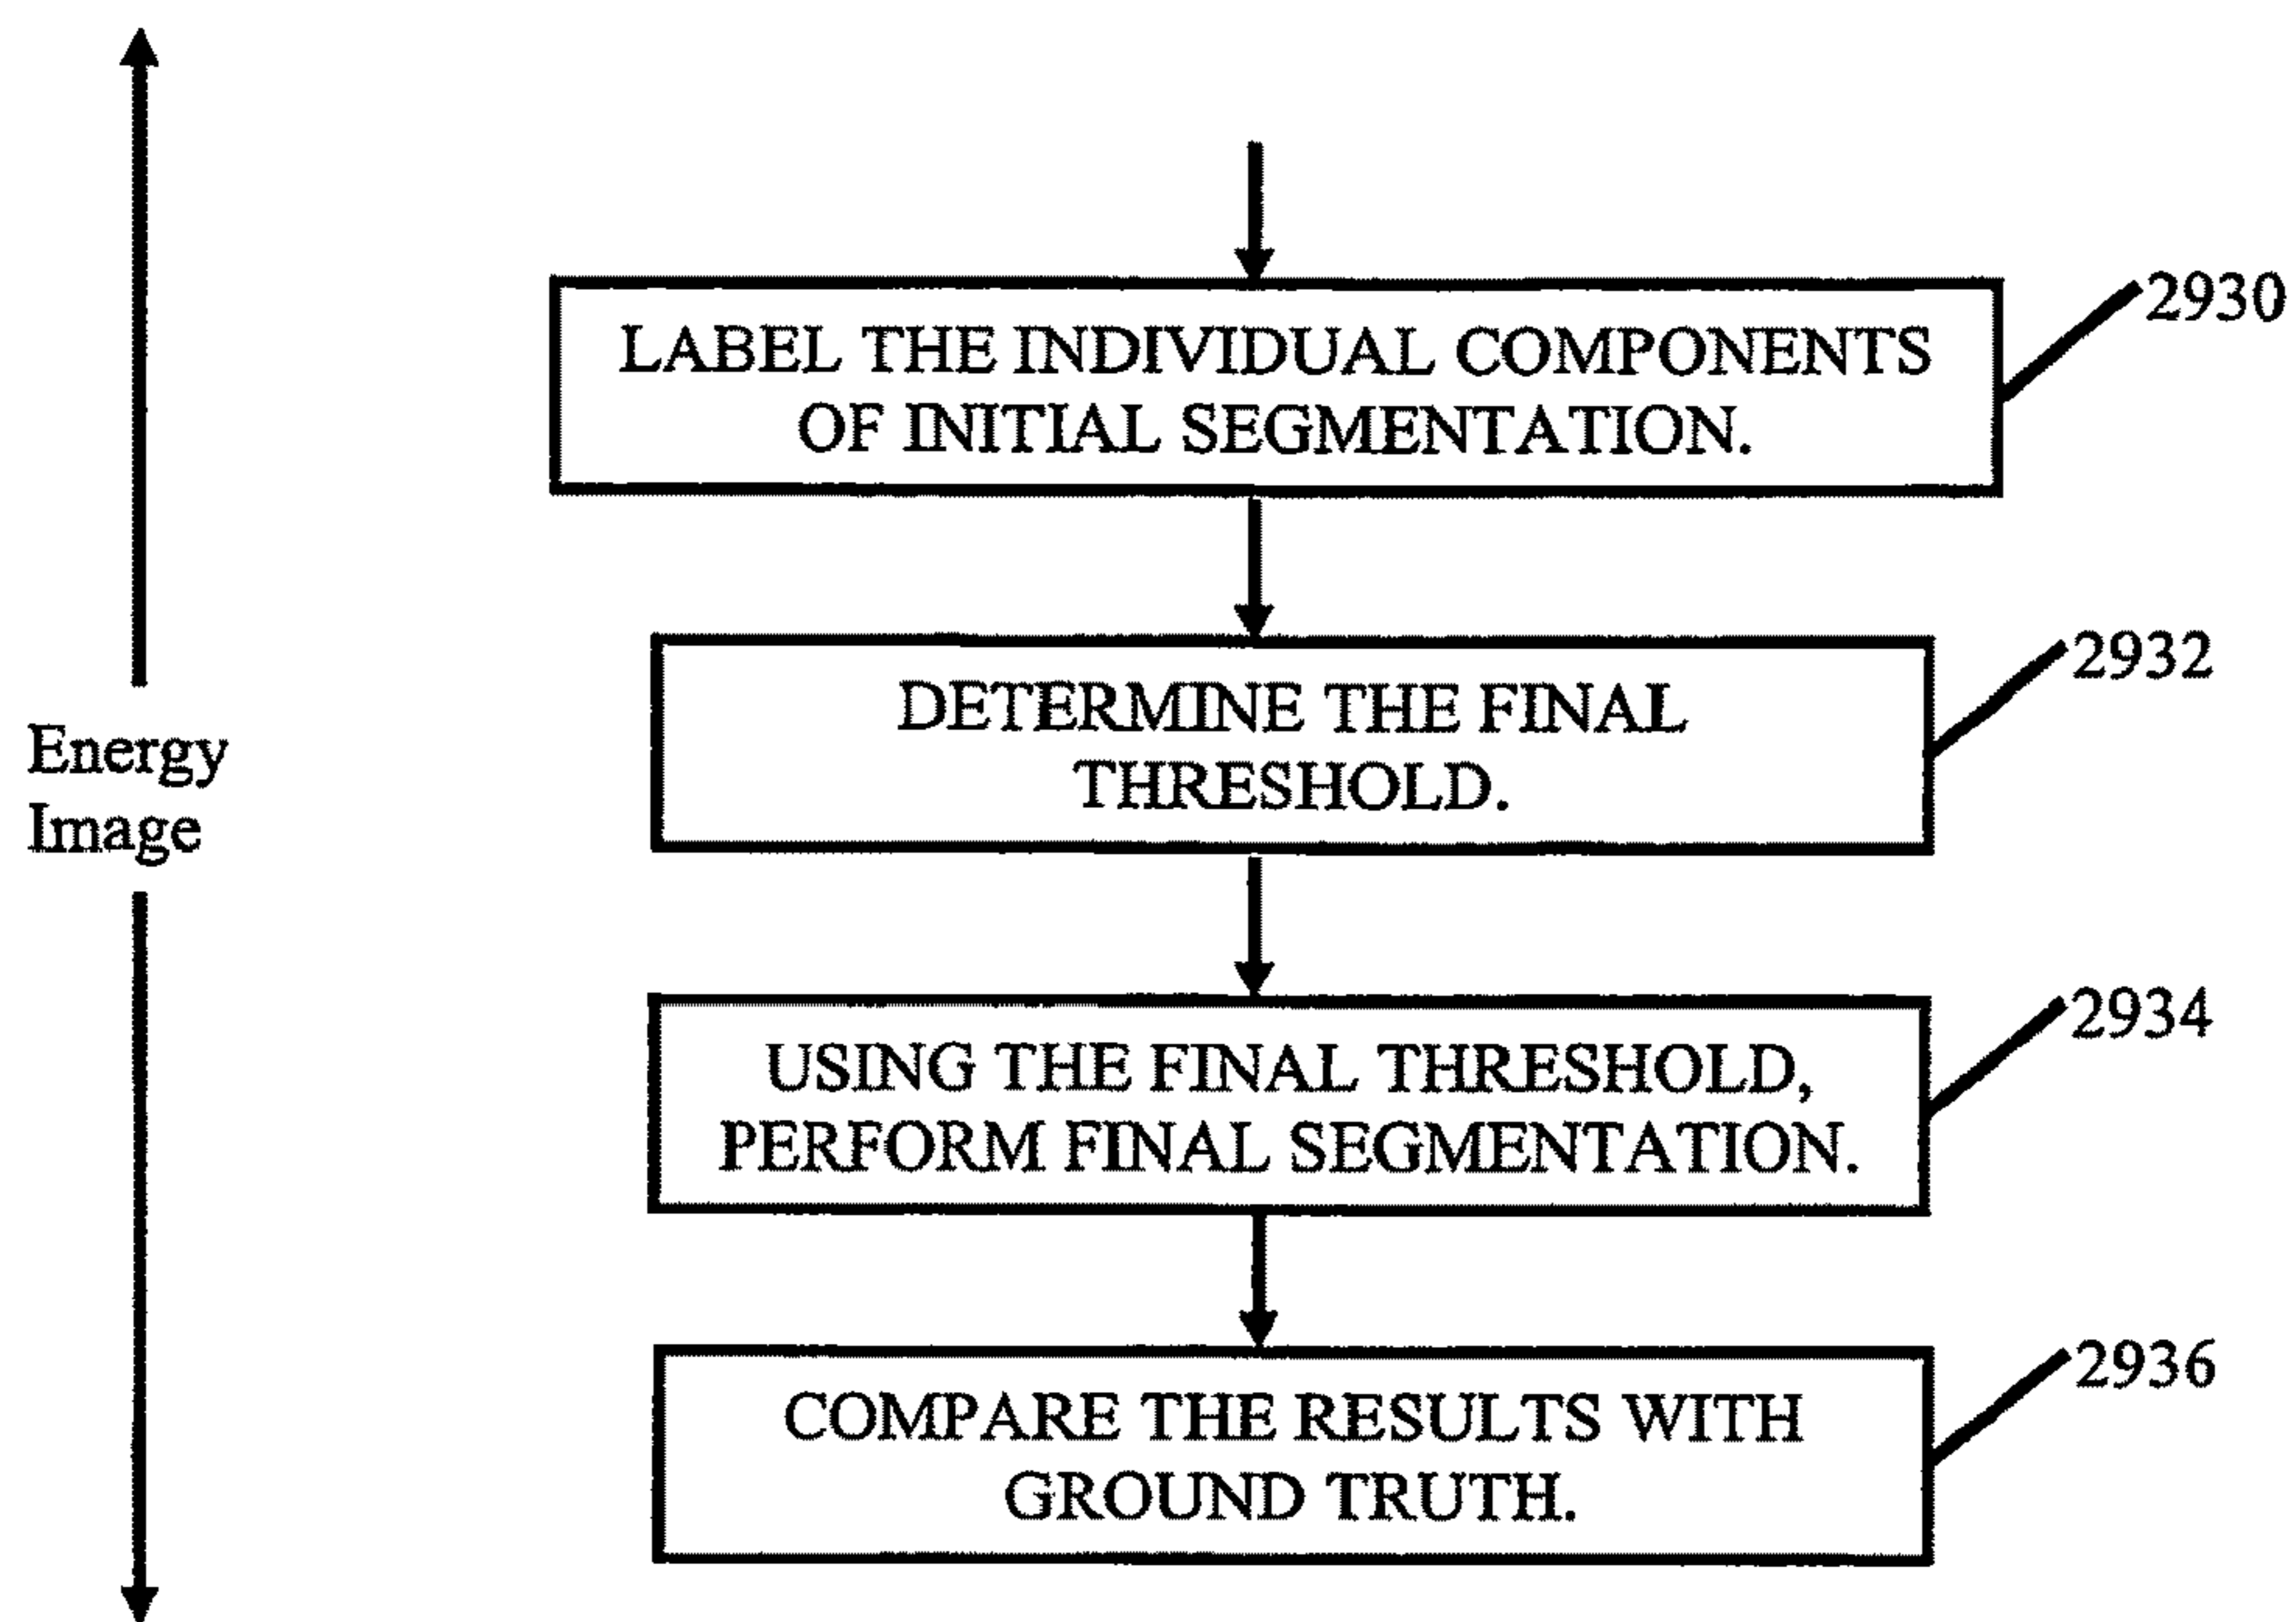 LABEL THE INDIVIDUAL COMPONENTS
OF INITIAL SEGMENTATION.
2930
Energy
Image
DETERMINE THE FINAL
THRESHOLD.
2932
USING THE FINAL THRESHOLD,
PERFORM FINAL SEGMENTATION.
2934
COMPARE THE RESULTS WITH
GROUND TRUTH.
2936